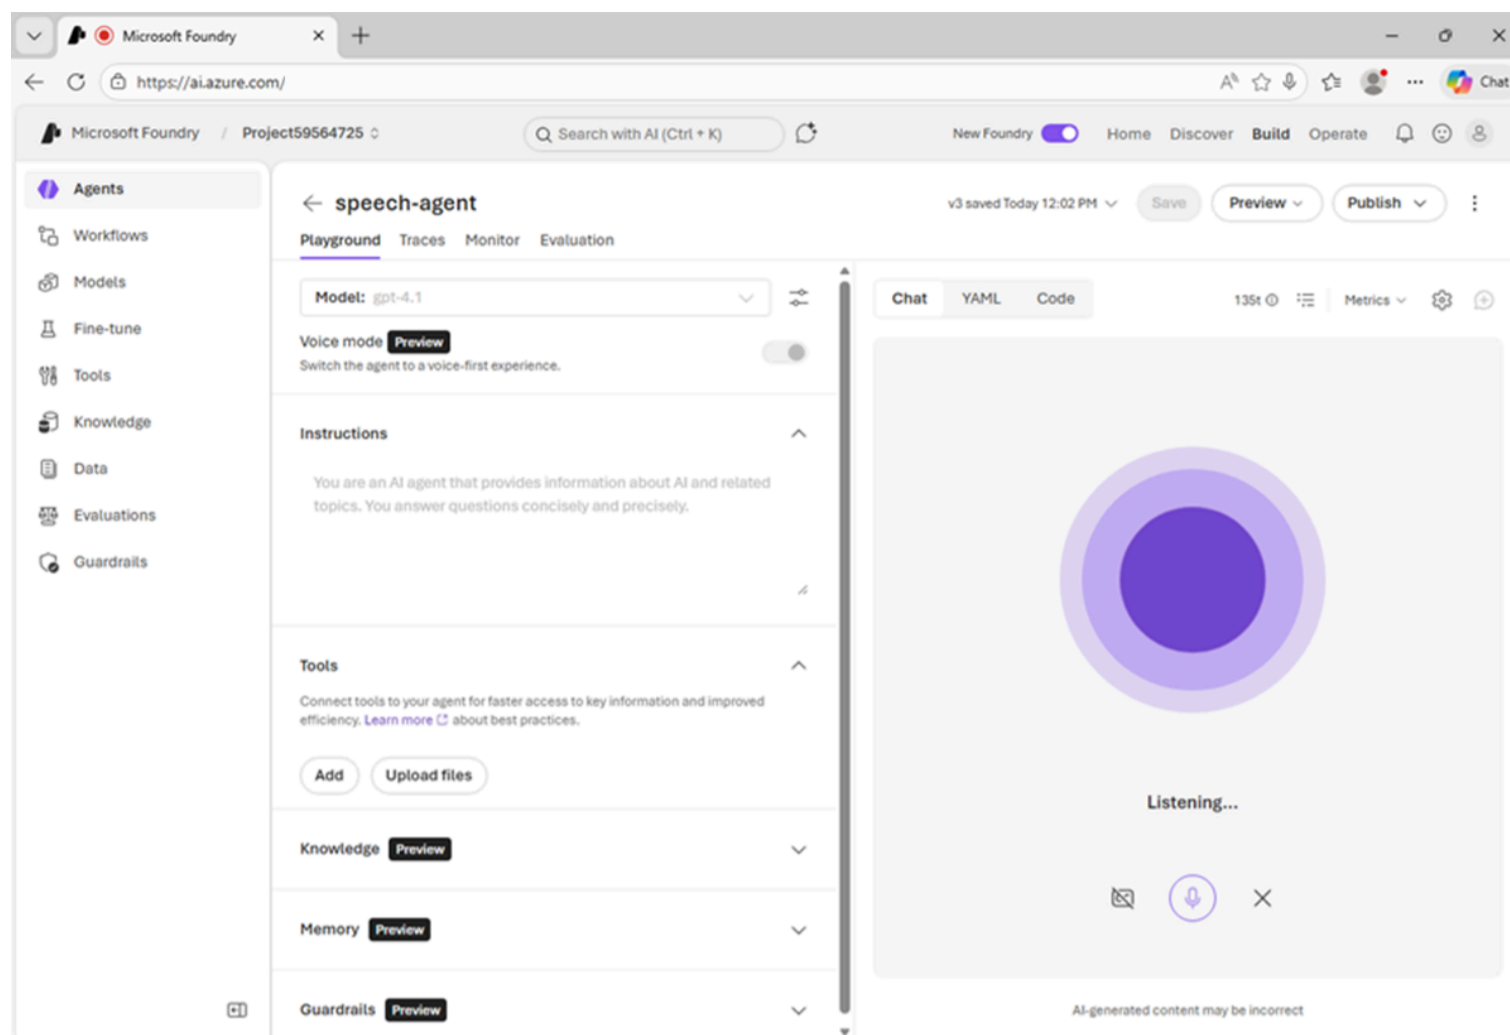 Microsoft Foundry
https://ai.azure.com/
Chat
Microsoft Foundry / Project59564725
Search with AI (Ctrl + K)
New Foundry
Home
Discover
Build
Operate
Agents
Workflows
Models
Fine-tune
Tools
Knowledge
Data
Evaluations
Guardrails
speech-agent
v3 saved Today 12:02 PM
Save
Preview
Publish
Playground
Traces
Monitor
Evaluation
Model: gpt-4.1
Voice mode Preview
Switch the agent to a voice-first experience.
Instructions
You are an AI agent that provides information about AI and related
topics. You answer questions concisely and precisely.
Tools
Connect tools to your agent for faster access to key information and improved
efficiency. Learn more about best practices.
Add
Upload files
Knowledge Preview
Memory Preview
Guardrails Preview
Chat
YAML
Code
135t
Metrics
Listening...
AI-generated content may be incorrect